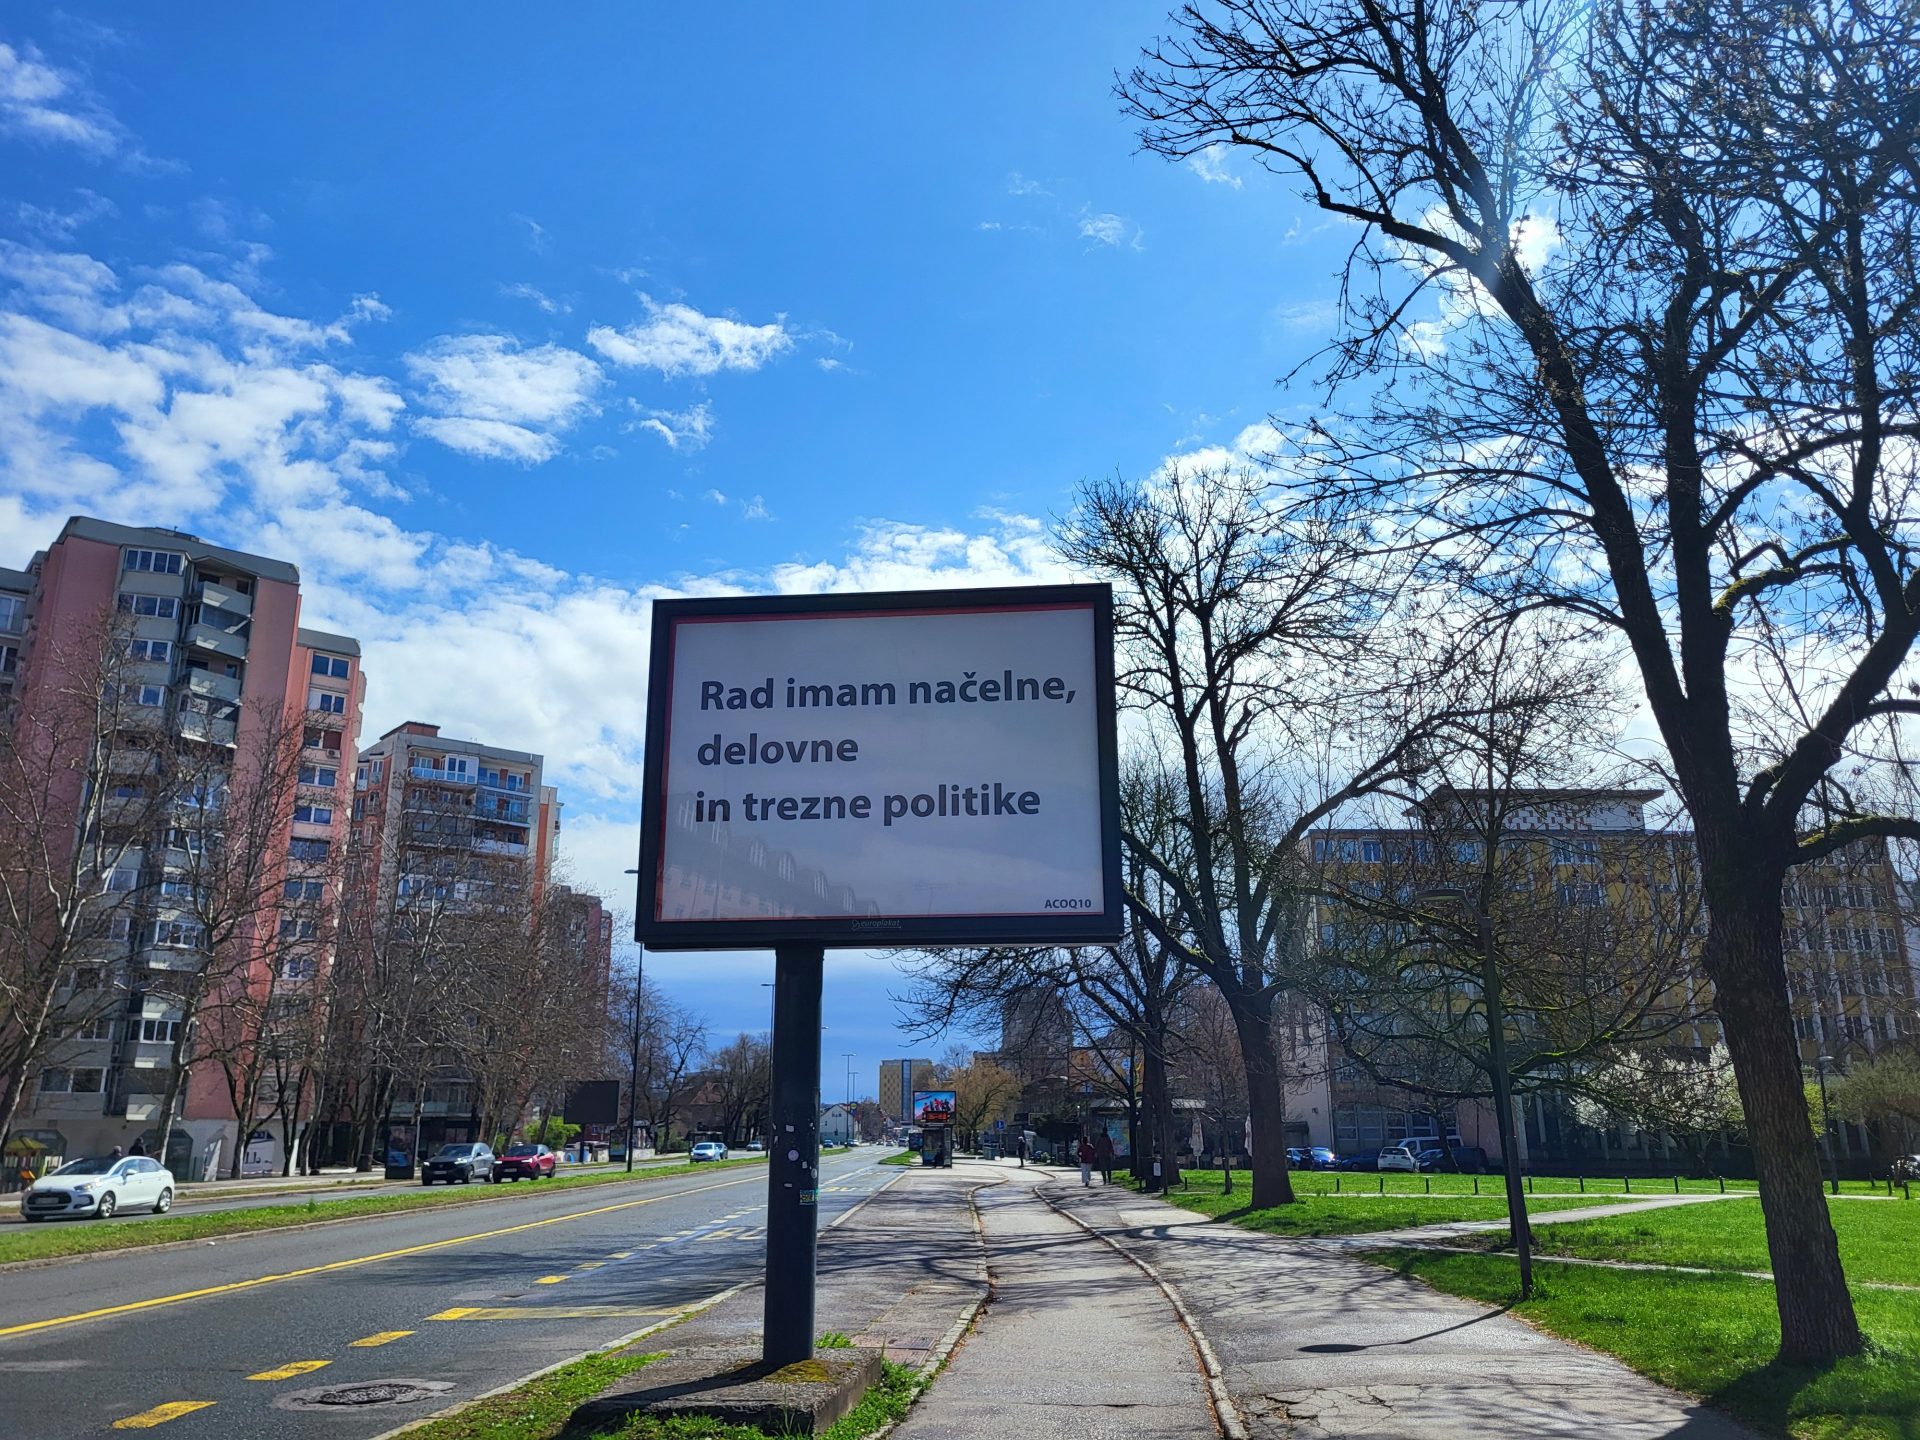 Rad imam načelne,
delovne
in trezne politike
ACOQ10
europlakat